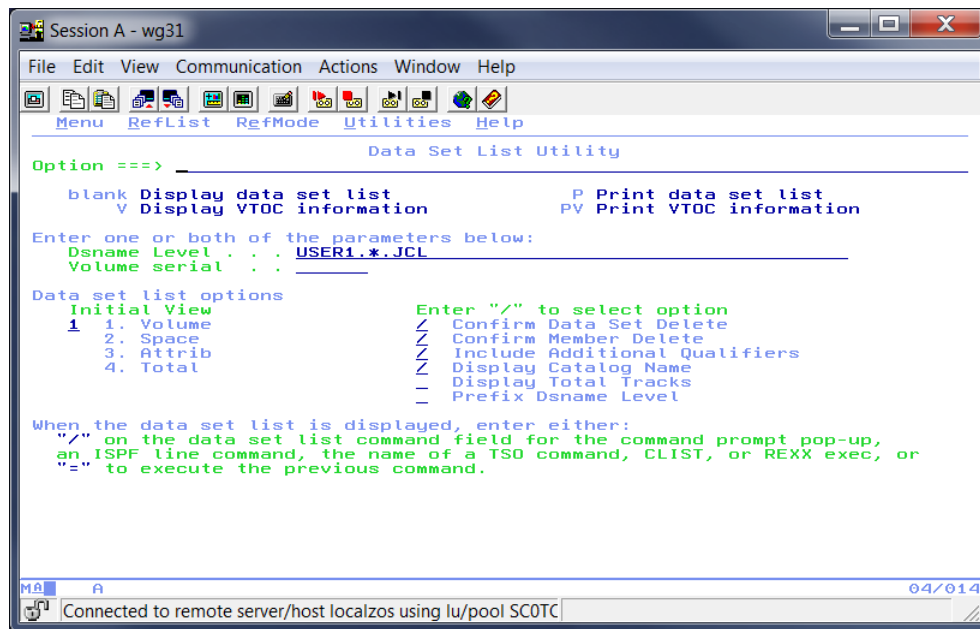 Session A - wg31
File Edit View Communication Actions Window Help
Menu RefList RefMode Utilities Help
Data Set List Utility
Option ===> _
blank Display data set list P Print data set list
V Display VTOC information PV Print VTOC information
Enter one or both of the parameters below:
Dsname Level . . . USER1.*.JCL
Volume serial . .
Data set list options
Initial View Enter "/" to select option
1 1. Volume / Confirm Data Set Delete
2. Space / Confirm Member Delete
3. Attrib / Include Additional Qualifiers
4. Total / Display Catalog Name
_ Display Total Tracks
_ Prefix Dsname Level
When the data set list is displayed, enter either:
"/" on the data set list command field for the command prompt pop-up,
an ISPF line command, the name of a TSO command, CLIST, or REXX exec, or
"=" to execute the previous command.
MA A 04/014
Connected to remote server/host localzos using lu/pool SC0TC